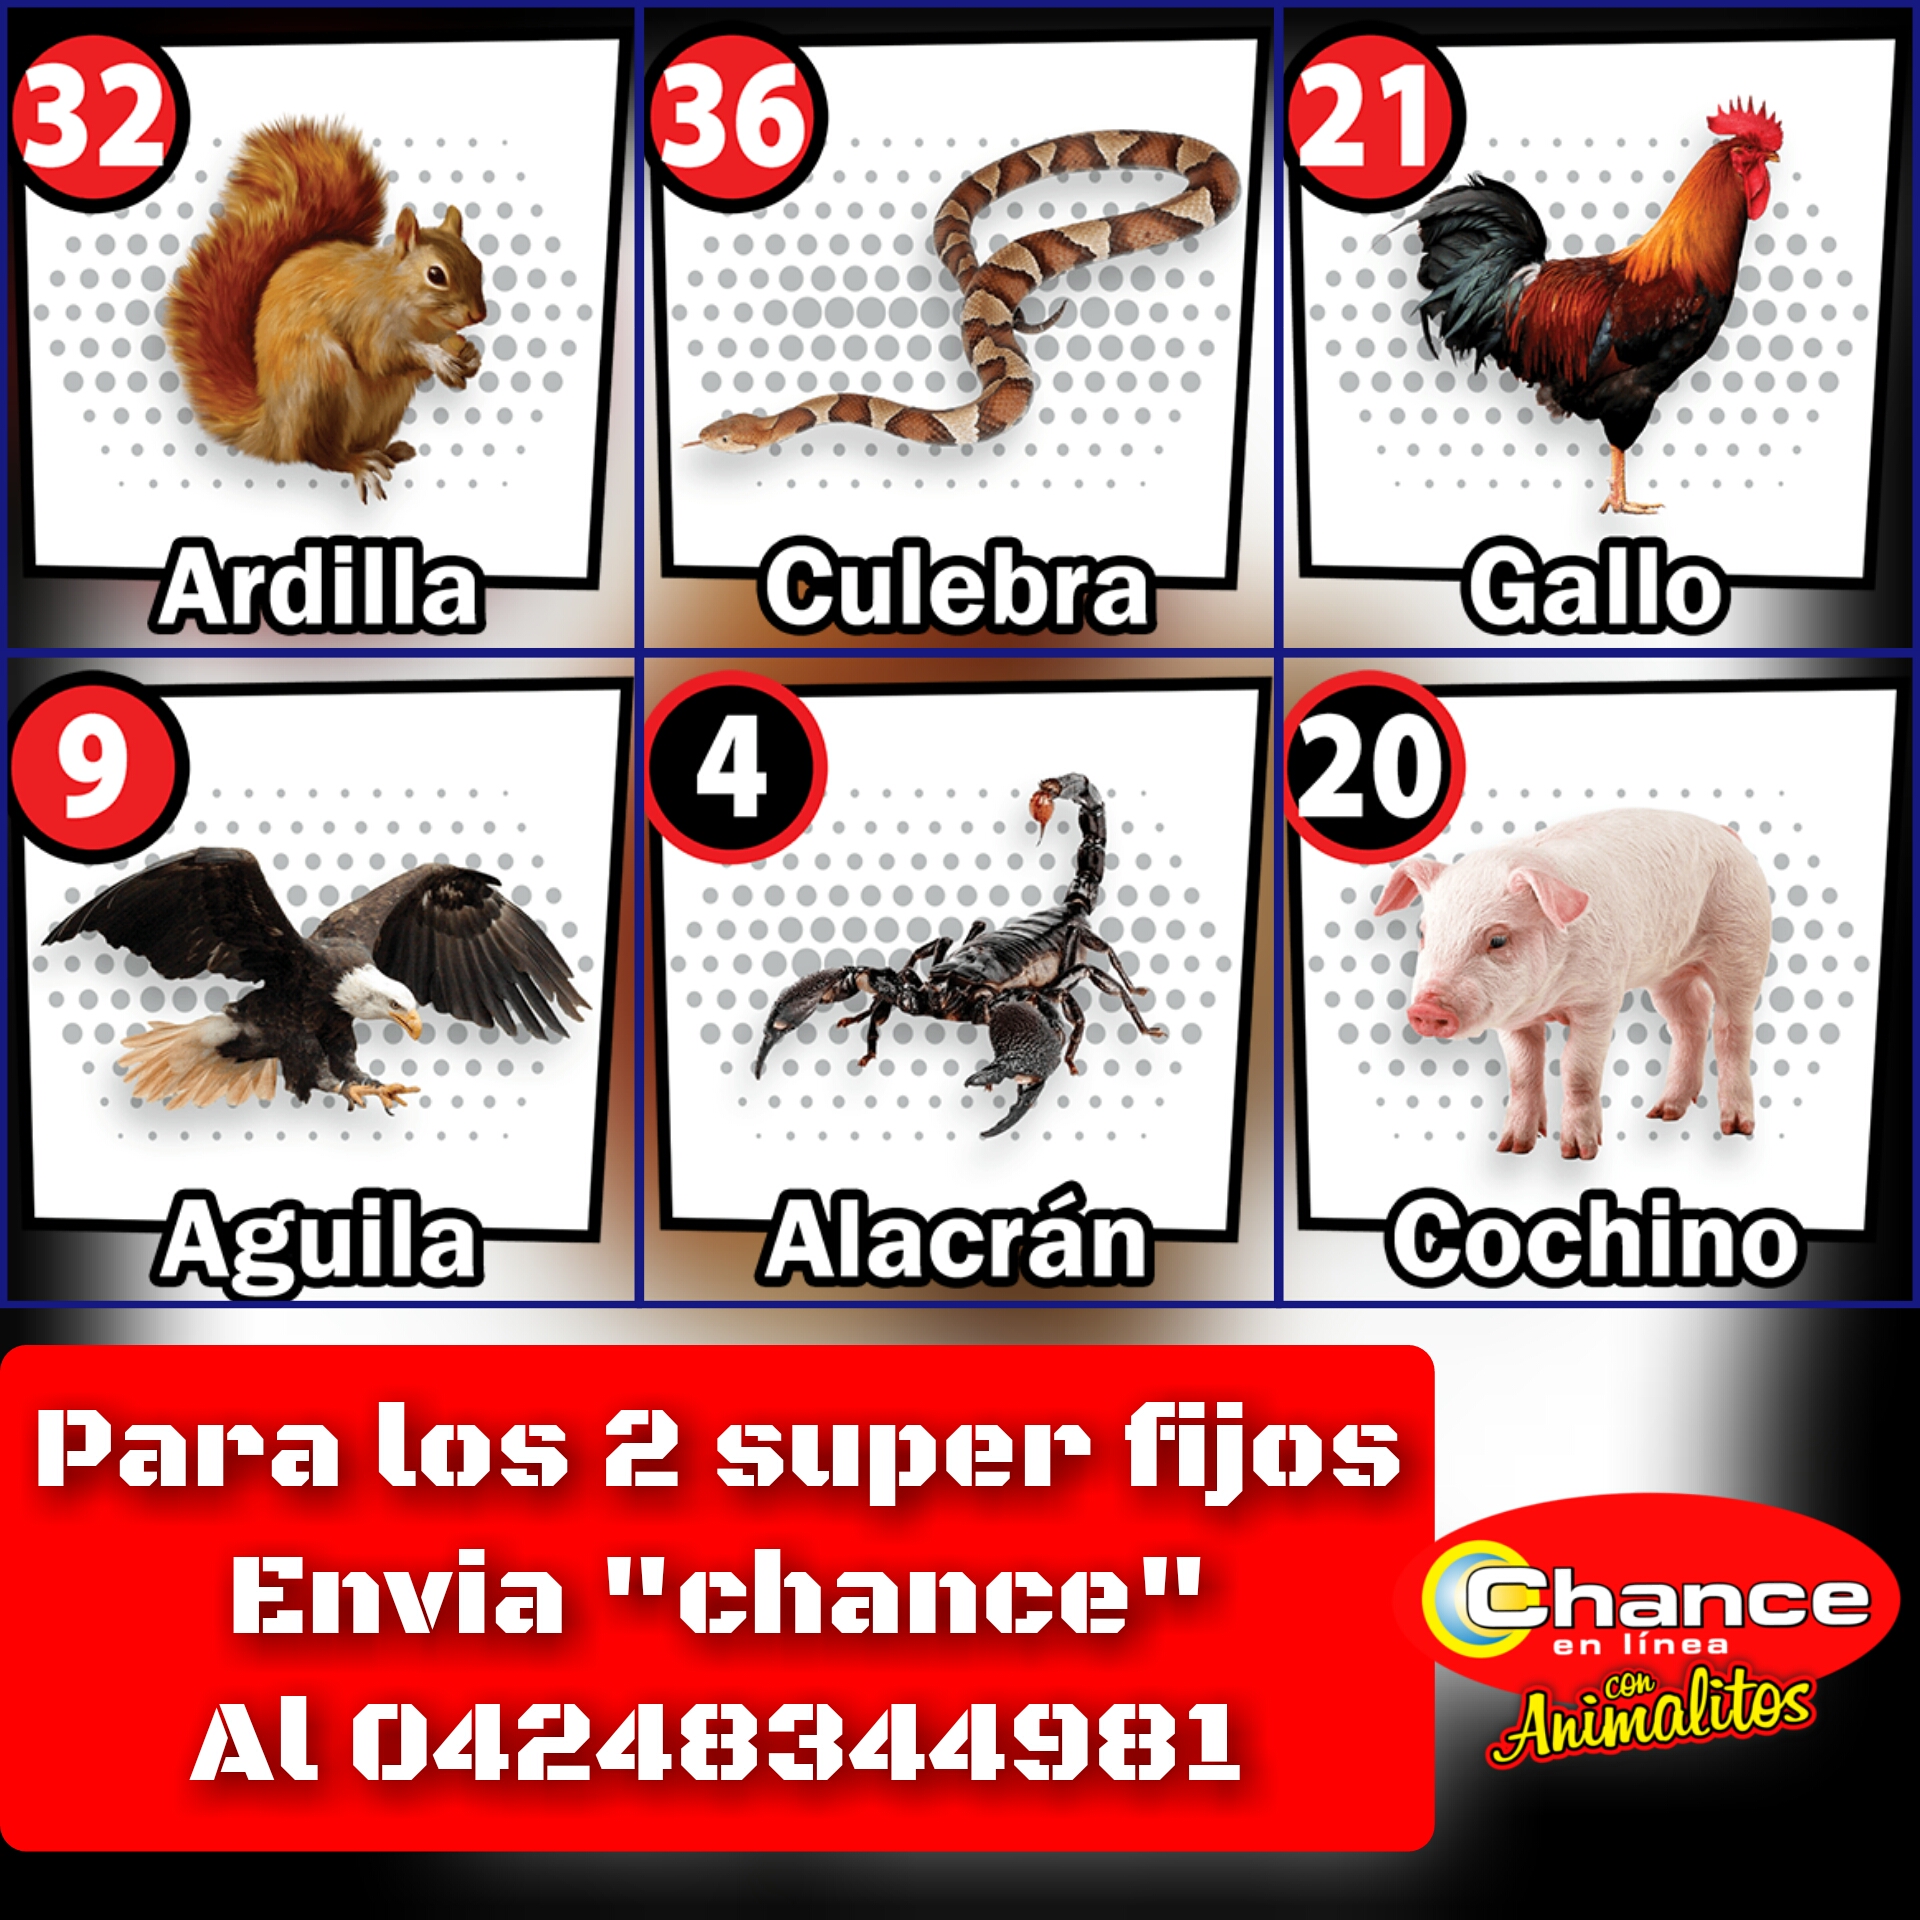 32
36
21
Ardilla
Culebra
Gallo
9
4
20
Aguila
Alacrán
Cochino
Para los 2 super fijos
Envia "chance"
Al 04248344981
Chance
en línea
con
Animalitos